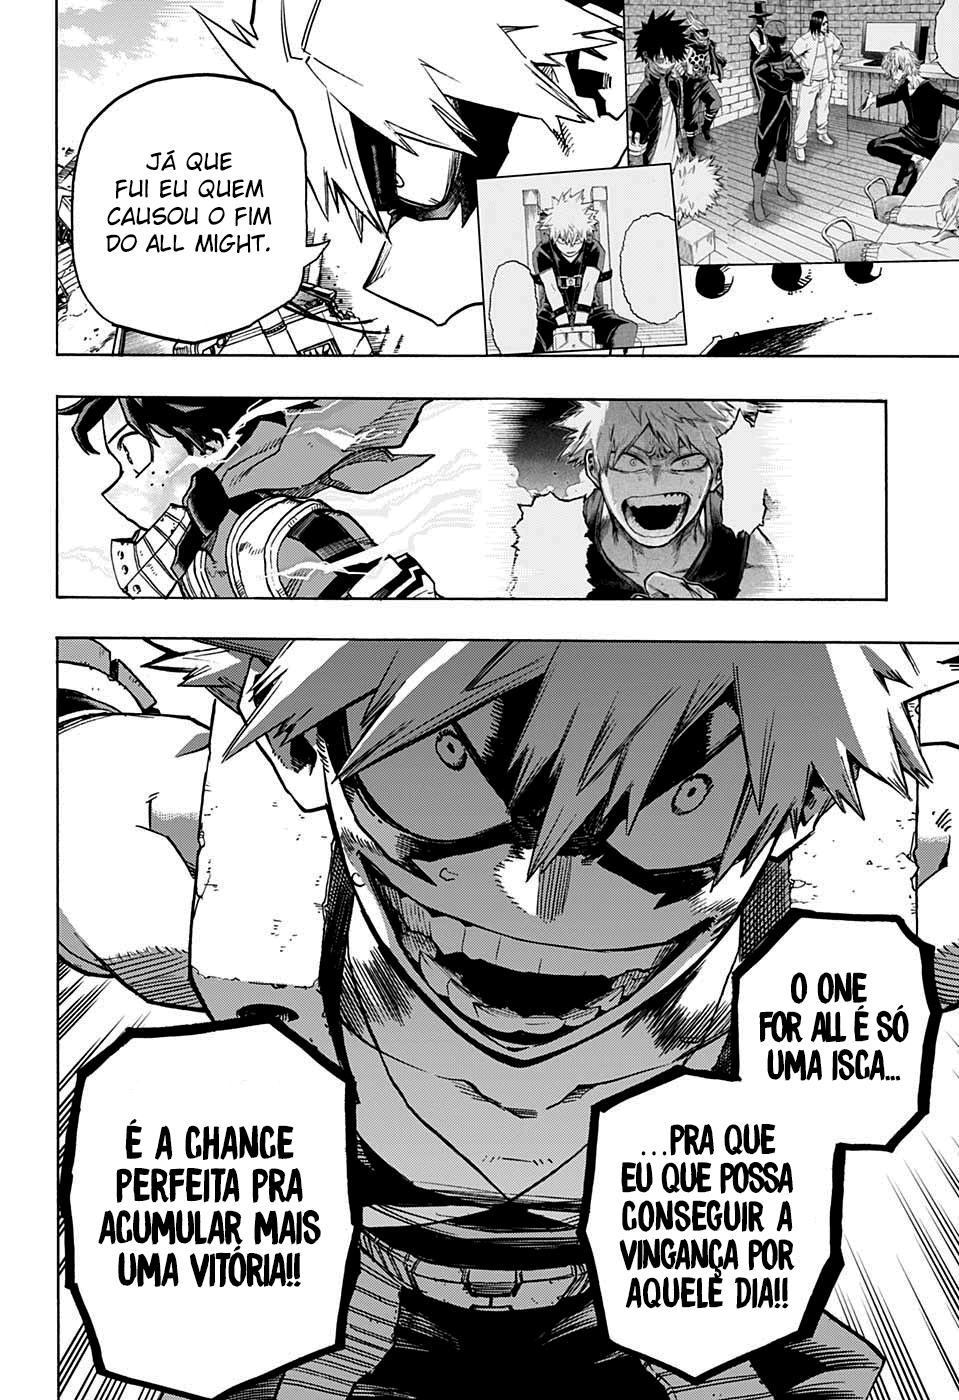 JÁ QUE
FUI EU QUEM
CAUSOU O FIM
DO ALL MIGHT.
O ONE
FOR ALL É SÓ
UMA ISCA...
...PRA QUE
EU QUE POSSA
CONSEGUIR A
VINGANÇA POR
AQUELE DIA!!
É A CHANCE
PERFEITA PRA
ACUMULAR MAIS
UMA VITÓRIA!!